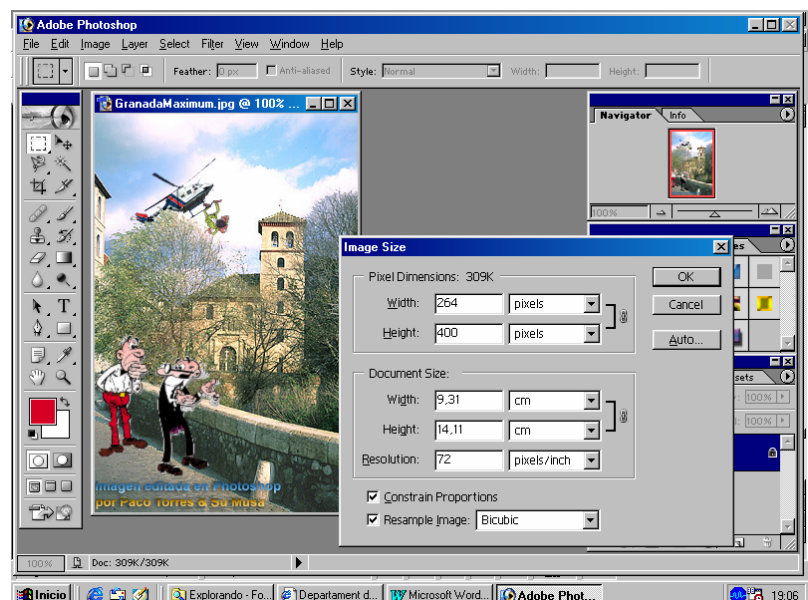 Adobe Photoshop
File Edit Image Layer Select Filter View Window Help
Feather: 0 px Anti-aliased Style: Normal Width: Height:
GranadaMaximum.jpg @ 100% ...
Navigator Info
100%
Image Size
es
Pixel Dimensions: 309K
OK
Width: 264 pixels
Cancel
Height: 400 pixels
Auto...
Document Size:
sets
Width: 9,31 cm
100%
Height: 14,11 cm
100%
Resolution: 72 pixels/inch
Constrain Proportions
Resample Image: Bicubic
Imagen editada en Photoshop
por Paco Torres & Su Musa
100% Doc: 309K/309K
Inicio Explorando - Fo... Departament d... Microsoft Word... Adobe Phot... 19:06